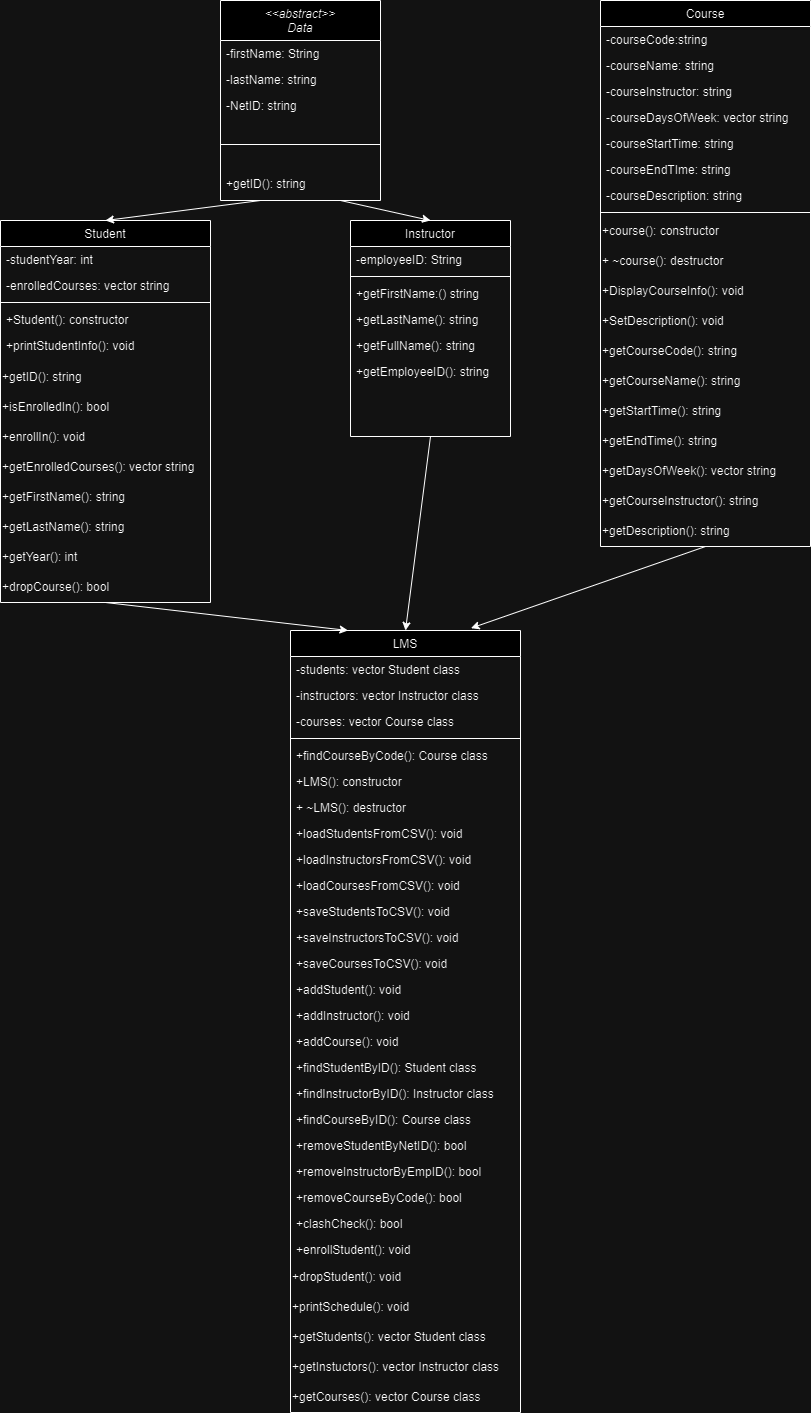 <<abstract>>
Data
-firstName: String
-lastName: string
-NetID: string
+getID(): string
Course
-courseCode:string
-courseName: string
-courseInstructor: string
-courseDaysOfWeek: vector string
-courseStartTime: string
-courseEndTIme: string
-courseDescription: string
+course(): constructor
+ ~course(): destructor
+DisplayCourseInfo(): void
+SetDescription(): void
+getCourseCode(): string
+getCourseName(): string
+getStartTime(): string
+getEndTime(): string
+getDaysOfWeek(): vector string
+getCourseInstructor(): string
+getDescription(): string
Student
-studentYear: int
-enrolledCourses: vector string
+Student(): constructor
+printStudentInfo(): void
+getID(): string
+isEnrolledIn(): bool
+enrollIn(): void
+getEnrolledCourses(): vector string
+getFirstName(): string
+getLastName(): string
+getYear(): int
+dropCourse(): bool
Instructor
-employeeID: String
+getFirstName:() string
+getLastName(): string
+getFullName(): string
+getEmployeeID(): string
LMS
-students: vector Student class
-instructors: vector Instructor class
-courses: vector Course class
+findCourseByCode(): Course class
+LMS(): constructor
+ ~LMS(): destructor
+loadStudentsFromCSV(): void
+loadInstructorsFromCSV(): void
+loadCoursesFromCSV(): void
+saveStudentsToCSV(): void
+saveInstructorsToCSV(): void
+saveCoursesToCSV(): void
+addStudent(): void
+addInstructor(): void
+addCourse(): void
+findStudentByID(): Student class
+findInstructorByID(): Instructor class
+findCourseByID(): Course class
+removeStudentByNetID(): bool
+removeInstructorByEmpID(): bool
+removeCourseByCode(): bool
+clashCheck(): bool
+enrollStudent(): void
+dropStudent(): void
+printSchedule(): void
+getStudents(): vector Student class
+getInstuctors(): vector Instructor class
+getCourses(): vector Course class